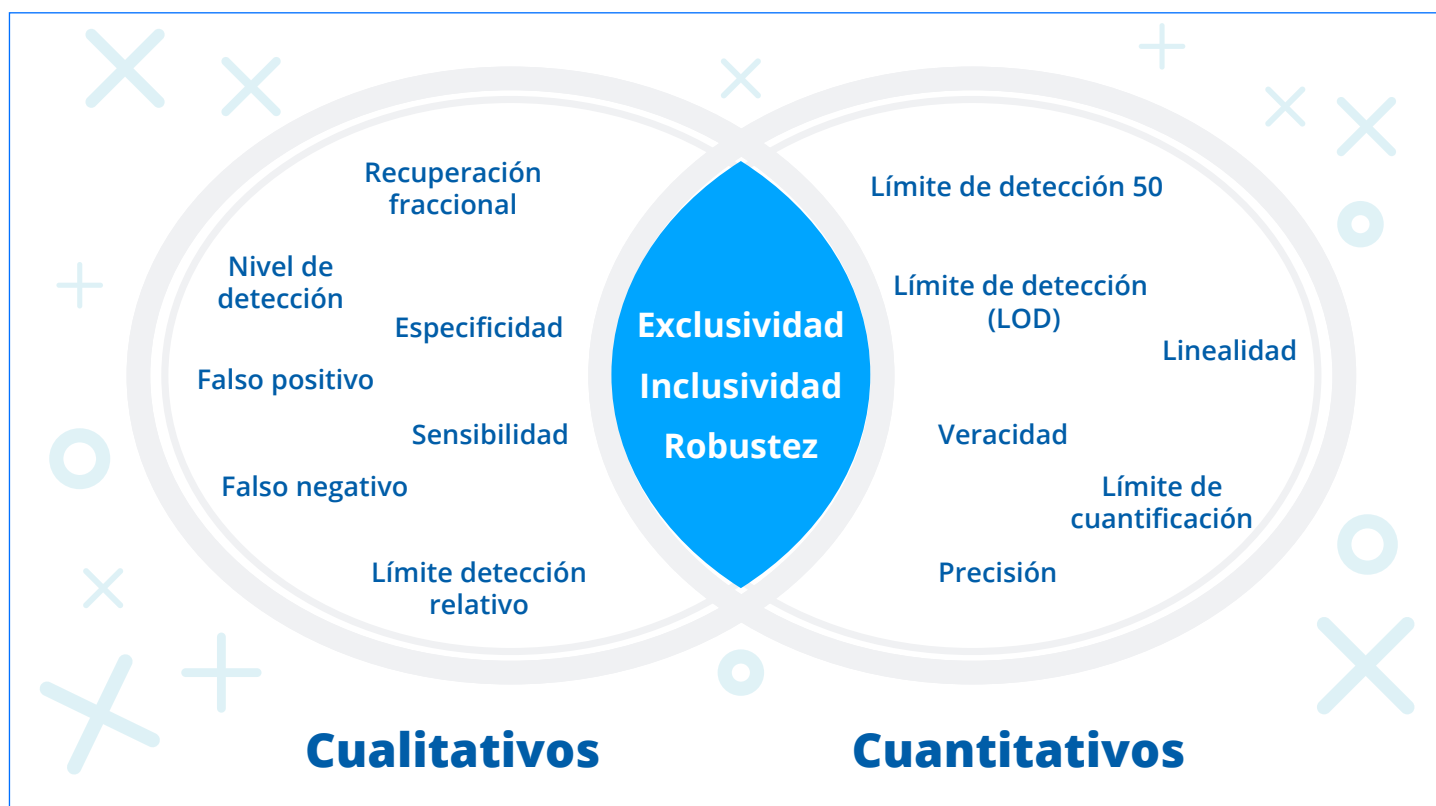 Recuperación
fraccional
Nivel de
detección
Especificidad
Falso positivo
Sensibilidad
Falso negativo
Límite detección
relativo
Exclusividad
Inclusividad
Robustez
Límite de detección 50
Límite de detección
(LOD)
Linealidad
Veracidad
Límite de
cuantificación
Precisión
Cualitativos
Cuantitativos